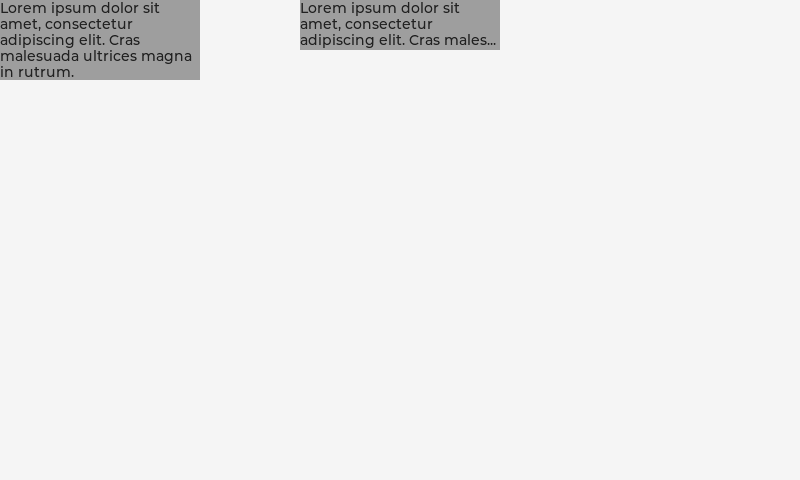 Lorem ipsum dolor sit
amet, consectetur
adipiscing elit. Cras
malesuada ultrices magna
in rutrum.
Lorem ipsum dolor sit
amet, consectetur
adipiscing elit. Cras males...